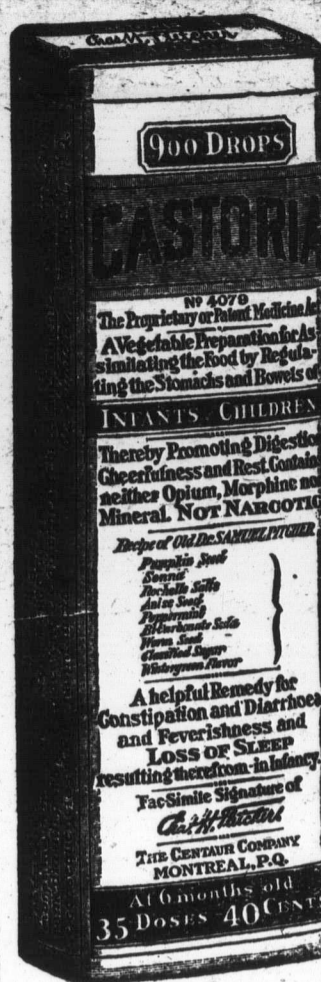 Chas. H. Fletcher
900 DROPS
CASTORIA
Nº 4079
The Proprietary or Patent Medicine Act
A Vegetable Preparation for As-
similating the Food by Regula-
ting the Stomachs and Bowels of
INFANTS CHILDREN
Thereby Promoting Digestion
Cheerfulness and Rest. Contains
neither Opium, Morphine nor
Mineral. NOT NARCOTIC
Recipe of Old Dr. SAMUEL PITCHER
Pumpkin Seed
Senna
Rochelle Salts
Anise Seed
Peppermint
Bi Carbonate Soda
Worm Seed
Clarified Sugar
Wintergreen Flavor
A helpful Remedy for
Constipation and Diarrhoea
and Feverishness and
LOSS OF SLEEP
resulting therefrom-in Infancy.
Fac Simile Signature of
Chas. H. Fletcher.
THE CENTAUR COMPANY
MONTREAL, P.Q.
At 6 months old
35 DOSES 40 CENTS